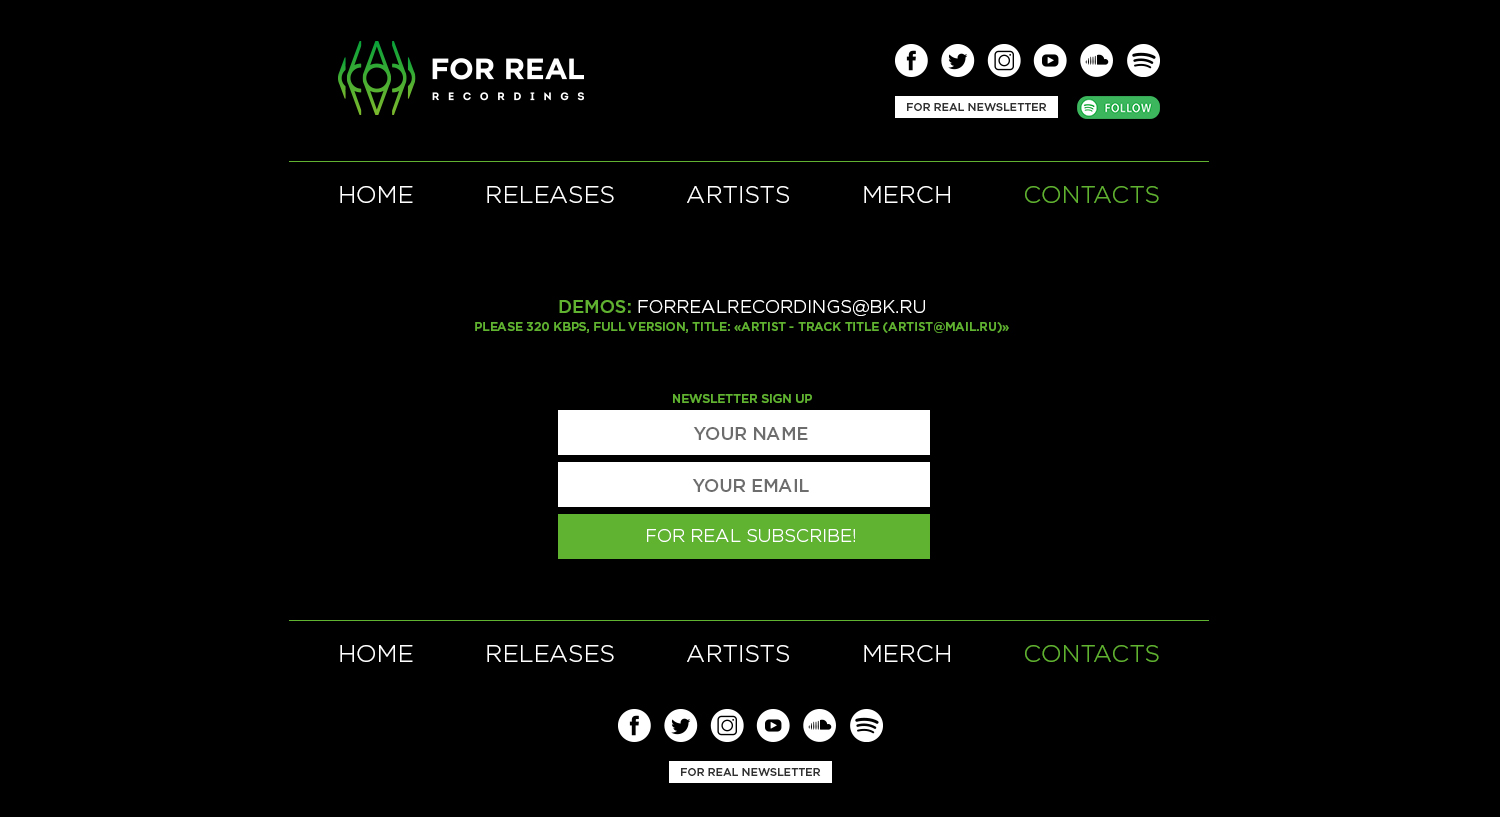 FOR REAL
RECORDINGS
FOR REAL NEWSLETTER
FOLLOW
HOME RELEASES ARTISTS MERCH CONTACTS
DEMOS: FORREALRECORDINGS@BK.RU
PLEASE 320 KBPS, FULL VERSION, TITLE: «ARTIST - TRACK TITLE (ARTIST@MAIL.RU)»
NEWSLETTER SIGN UP
YOUR NAME
YOUR EMAIL
FOR REAL SUBSCRIBE!
HOME RELEASES ARTISTS MERCH CONTACTS
FOR REAL NEWSLETTER